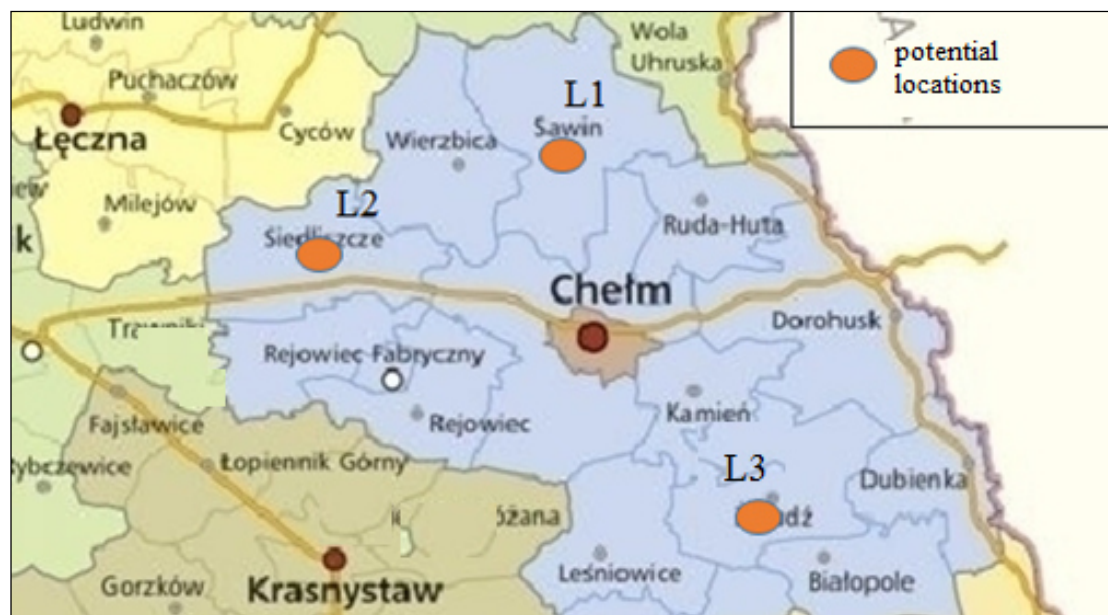 Ludwin
Wola
Uhruska
potential
locations
Puchaczów
L1
Łęczna
Cyców
Wierzbica
Sawin
Milejów
L2
Ruda-Huta
Siedliszcze
k
Chełm
Dorohusk
Rejowiec Fabryczny
Kamień
Fajsławice
Rejowiec
Łopiennik Górny
L3
Dubienka
Krasnystaw
Leśniowice
Białopole
Gorzków